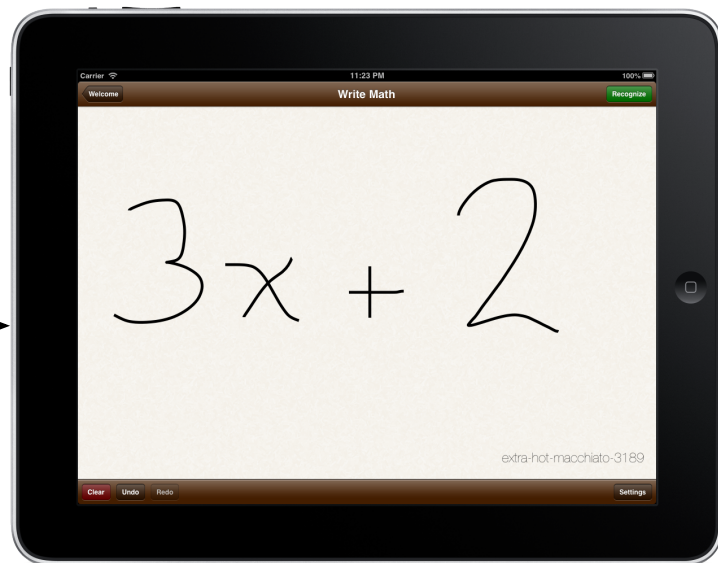 Carrier 11:23 PM 100%
Welcome Write Math Recognize
3x + 2
extra-hot-macchiato-3189
Clear Undo Redo Settings